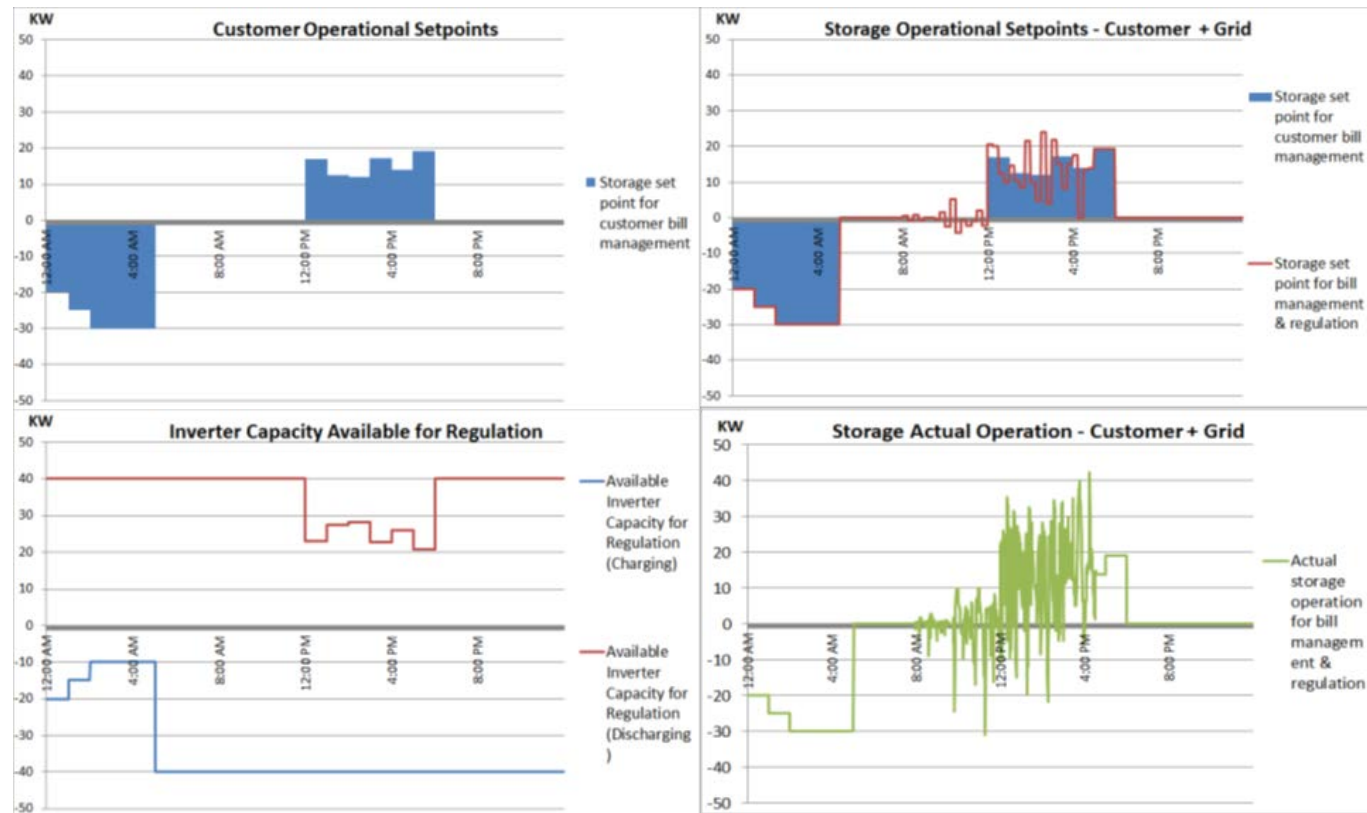 KW
Customer Operational Setpoints
50
40
30
20
10
0
-10
-20
-30
-40
-50
12:00 AM
4:00 AM
8:00 AM
12:00 PM
4:00 PM
8:00 PM
Storage set
point for
customer bill
management
KW
Storage Operational Setpoints - Customer + Grid
50
40
30
20
10
0
-10
-20
-30
-40
-50
12:00 AM
4:00 AM
8:00 AM
12:00 PM
4:00 PM
8:00 PM
Storage set
point for
customer bill
management
Storage set
point for bill
management
& regulation
KW
Inverter Capacity Available for Regulation
50
40
30
20
10
0
-10
-20
-30
-40
-50
12:00 AM
4:00 AM
8:00 AM
12:00 PM
4:00 PM
8:00 PM
Available
Inverter
Capacity for
Regulation
(Charging)
Available
Inverter
Capacity for
Regulation
(Discharging
)
KW
Storage Actual Operation - Customer + Grid
50
40
30
20
10
0
-10
-20
-30
-40
-50
12:00 AM
4:00 AM
8:00 AM
12:00 PM
4:00 PM
8:00 PM
Actual
storage
operation
for bill
managem
ent &
regulation